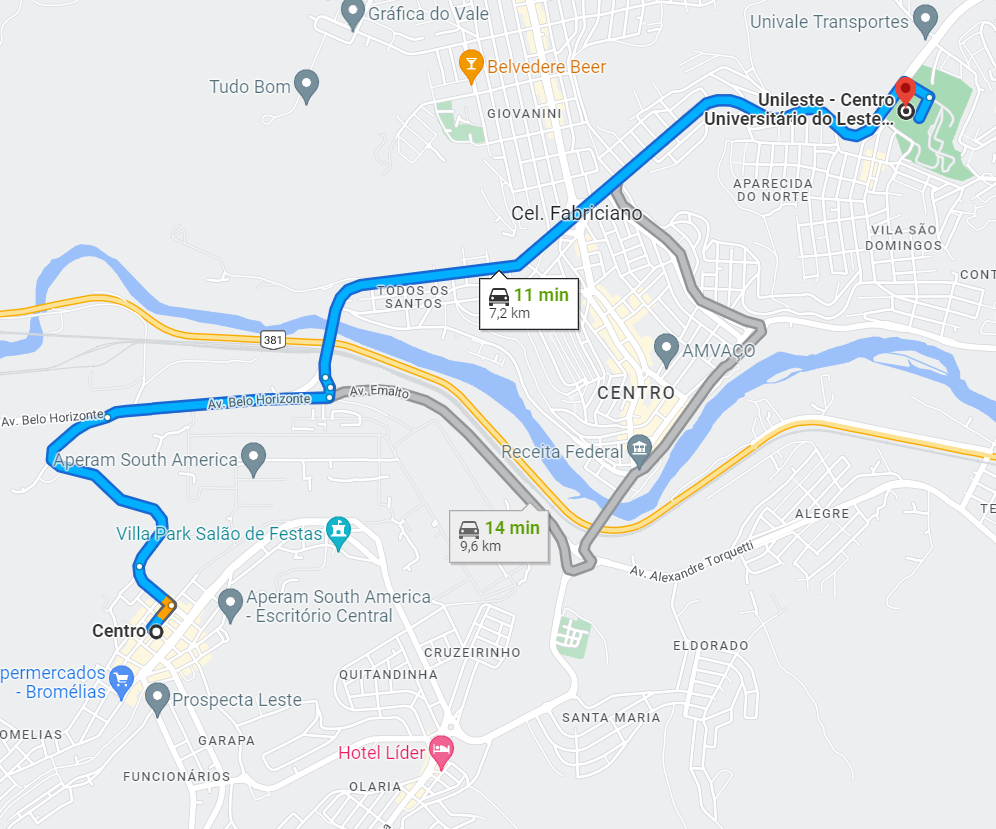 Gráfica do Vale
Univale Transportes
Belvedere Beer
Tudo Bom
Unileste - Centro
Universitário do Leste...
GIOVANINI
APARECIDA
DO NORTE
Cel. Fabriciano
VILA SÃO
DOMINGOS
CONT
TODOS OS
SANTOS
11 min
7,2 km
381
AMVAÇO
Av. Emalto
CENTRO
Av. Belo Horizonte
Av. Belo Horizonte
Receita Federal
Aperam South America
ALEGRE
TE
14 min
9,6 km
Villa Park Salão de Festas
Av. Alexandre Torquetti
Aperam South America
- Escritório Central
Centro
CRUZEIRINHO
ELDORADO
permercados
- Bromélias
QUITANDINHA
Prospecta Leste
SANTA MARIA
OMELIAS
GARAPA
Hotel Líder
FUNCIONÁRIOS
OLARIA